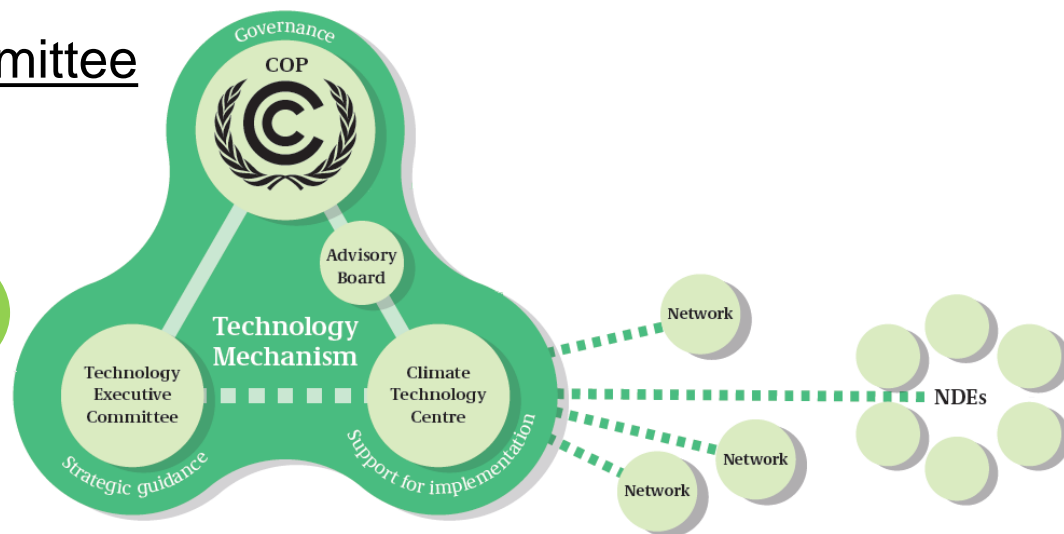 mittee
Governance
COP
Advisory
Board
Technology
Mechanism
Technology
Executive
Committee
Climate
Technology
Centre
Strategic guidance
Support for implementation
Network
NDEs
Network
Network